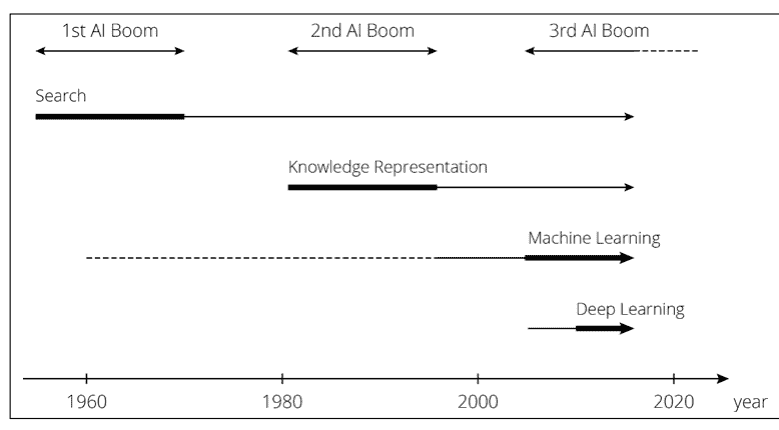 1st AI Boom 2nd AI Boom 3rd AI Boom
Search
Knowledge Representation
Machine Learning
Deep Learning
1960 1980 2000 2020 year